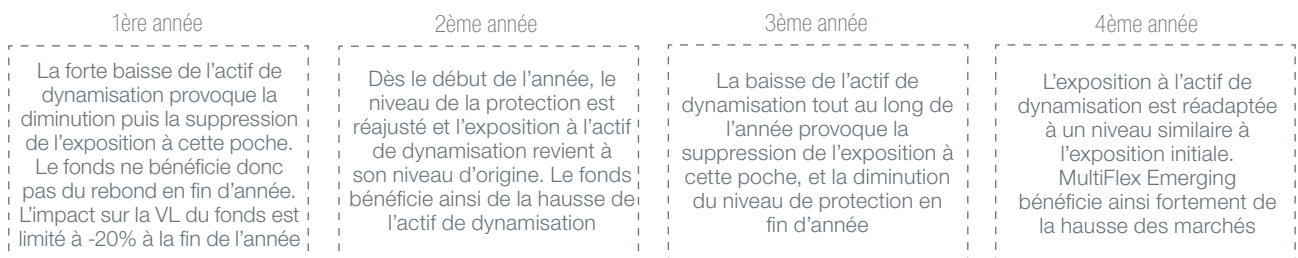 1ère année
La forte baisse de l'actif de
dynamisation provoque la
diminution puis la suppression
de l'exposition à cette poche.
Le fonds ne bénéficie donc
pas du rebond en fin d'année.
L'impact sur la VL du fonds est
limité à -20% à la fin de l'année
2ème année
Dès le début de l'année, le
niveau de la protection est
réajusté et l'exposition à l'actif
de dynamisation revient à
son niveau d'origine. Le fonds
bénéficie ainsi de la hausse de
l'actif de dynamisation
3ème année
La baisse de l'actif de
dynamisation tout au long de
l'année provoque la
suppression de l'exposition à
cette poche, et la diminution
du niveau de protection en
fin d'année
4ème année
L'exposition à l'actif de
dynamisation est réadaptée
à un niveau similaire à
l'exposition initiale.
MultiFlex Emerging
bénéficie ainsi fortement de
la hausse des marchés